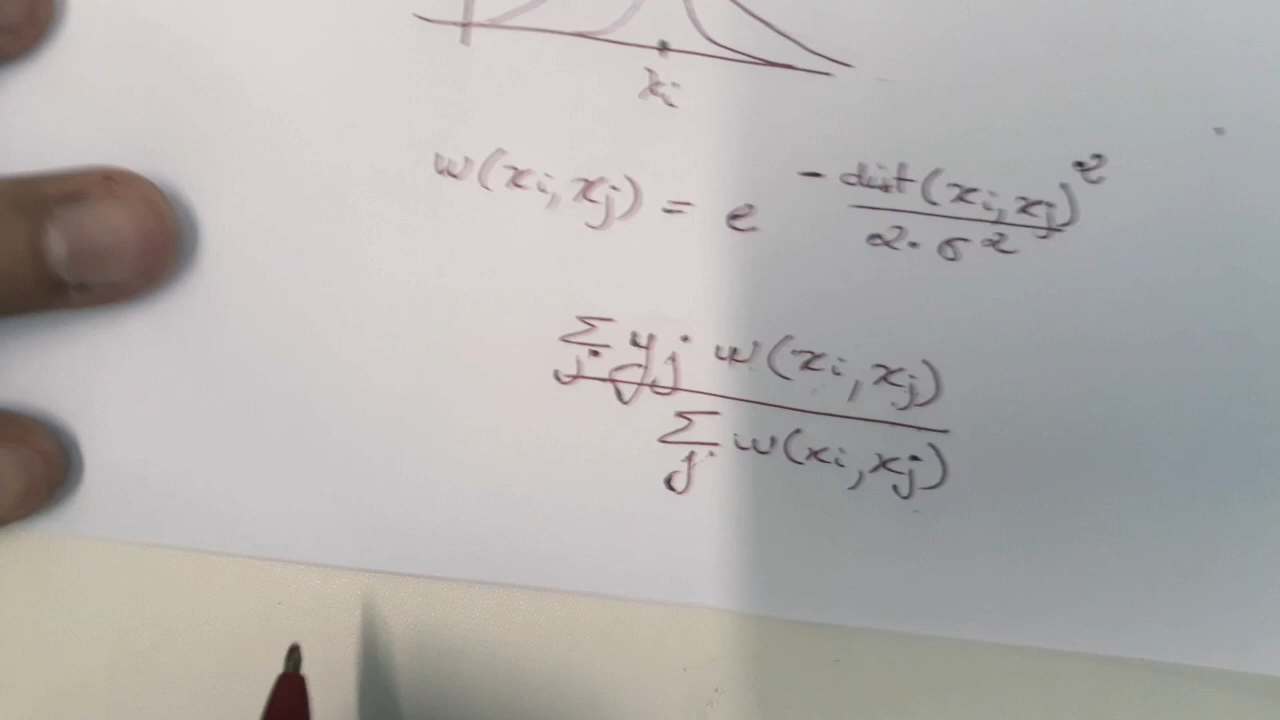 xi
w(xi, xj) = e^(-dist(xi, xj)^2 / 2·σ^2)
Σj yj w(xi, xj)
Σj w(xi, xj)